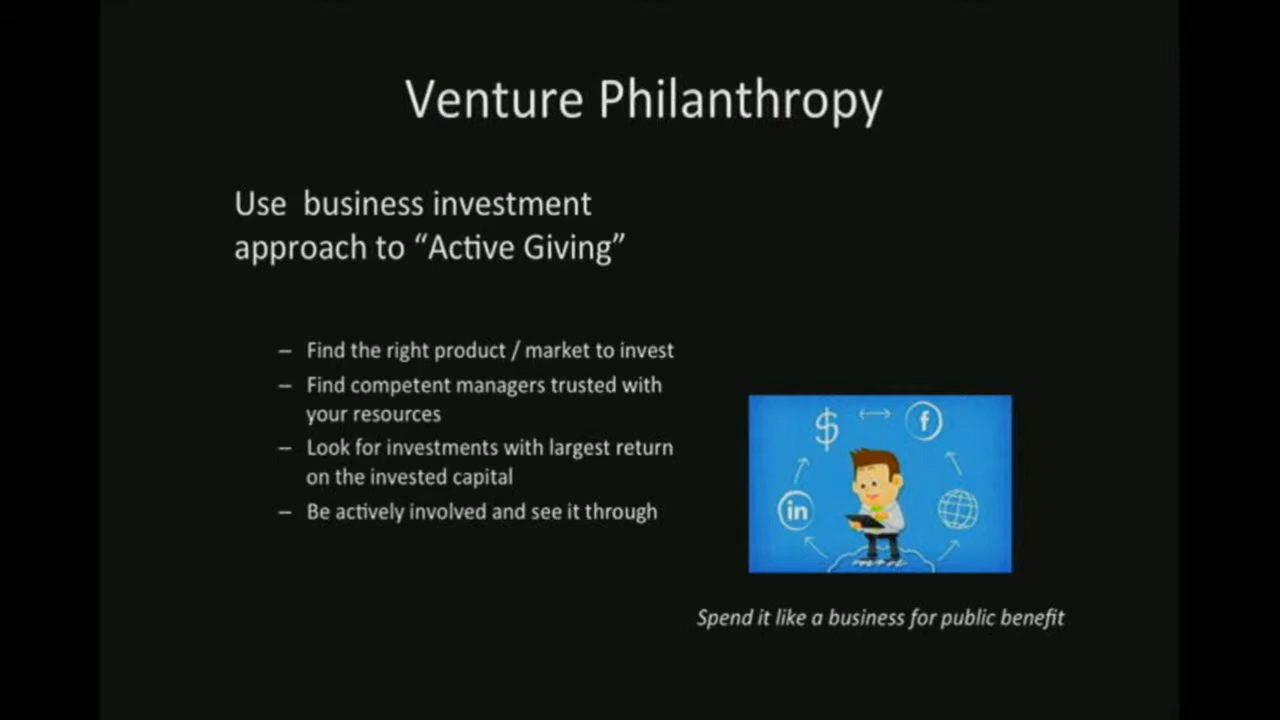 Venture Philanthropy
Use  business investment
approach to “Active Giving”
– Find the right product / market to invest
– Find competent managers trusted with
your resources
– Look for investments with largest return
on the invested capital
– Be actively involved and see it through
$
f
in
Spend it like a business for public benefit